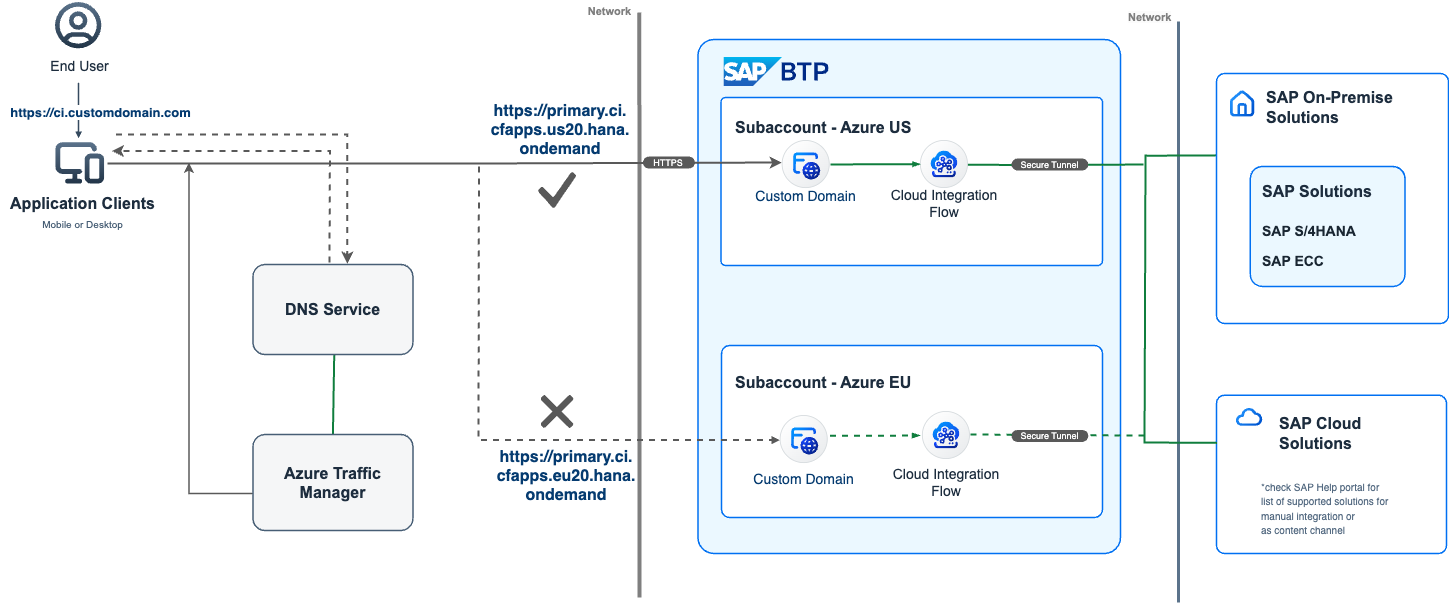 Network
Network
End User
https://ci.customdomain.com
Application Clients
Mobile or Desktop
DNS Service
Azure Traffic
Manager
https://primary.ci.
cfapps.us20.hana.
ondemand
HTTPS
https://primary.ci.
cfapps.eu20.hana.
ondemand
SAP BTP
Subaccount - Azure US
Custom Domain
Cloud Integration
Flow
Secure Tunnel
Subaccount - Azure EU
Custom Domain
Cloud Integration
Flow
Secure Tunnel
SAP On-Premise
Solutions
SAP Solutions
SAP S/4HANA
SAP ECC
SAP Cloud
Solutions
*check SAP Help portal for
list of supported solutions for
manual integration or
as content channel